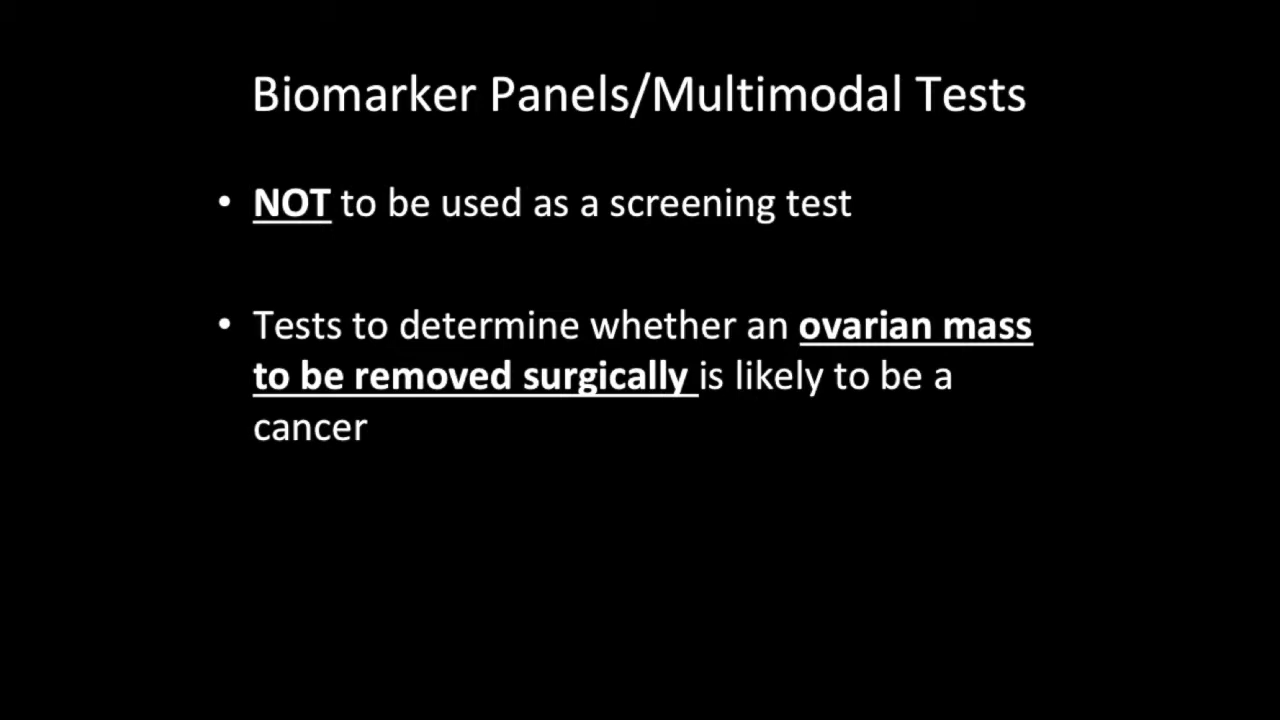 Biomarker Panels/Multimodal Tests
• NOT to be used as a screening test
• Tests to determine whether an ovarian mass
to be removed surgically is likely to be a
cancer